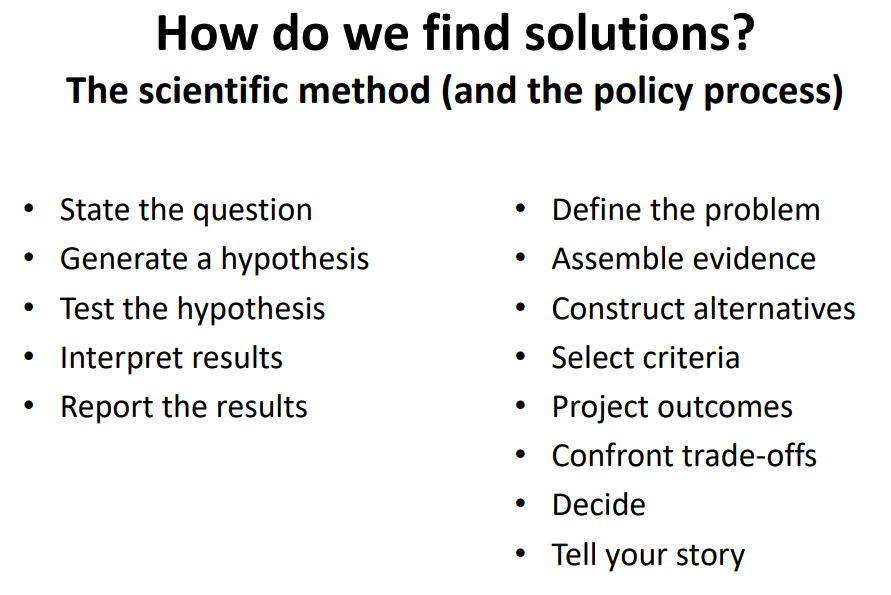 How do we find solutions?
The scientific method (and the policy process)
• State the question
• Generate a hypothesis
• Test the hypothesis
• Interpret results
• Report the results
• Define the problem
• Assemble evidence
• Construct alternatives
• Select criteria
• Project outcomes
• Confront trade-offs
• Decide
• Tell your story